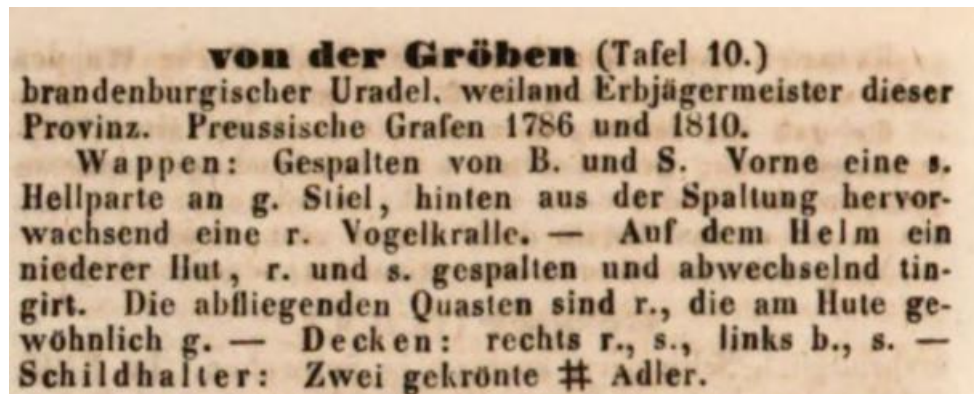 von der Gröben (Tafel 10.)
brandenburgischer Uradel, weiland Erbjägermeister dieser
Provinz. Preussische Grafen 1786 und 1810.
Wappen: Gespalten von B. und S. Vorne eine s.
Hellparte an g. Stiel, hinten aus der Spaltung hervor-
wachsend eine r. Vogelkralle. — Auf dem Helm ein
niederer Hut, r. und s. gespalten und abwechselnd tin-
girt. Die abfliegenden Quasten sind r., die am Hute ge-
wöhnlich g. — Decken: rechts r., s., links b., s. —
Schildhalter: Zwei gekrönte # Adler.